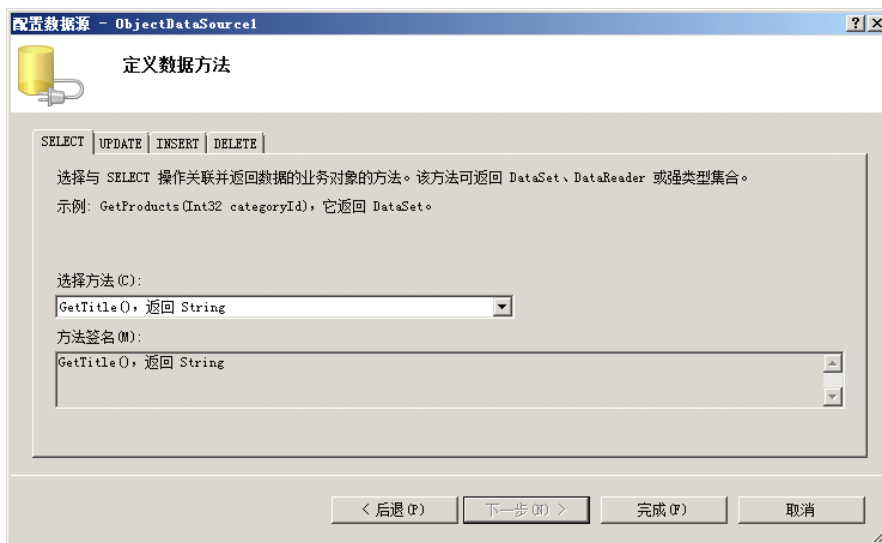 配置数据源 - ObjectDataSource1
定义数据方法
SELECT UPDATE INSERT DELETE
选择与 SELECT 操作关联并返回数据的业务对象的方法。该方法可返回 DataSet、DataReader 或强类型集合。
示例: GetProducts(Int32 categoryId), 它返回 DataSet。
选择方法(C):
GetTitle(), 返回 String
方法签名(M):
GetTitle(), 返回 String
< 后退(P) 下一步(N) > 完成(F) 取消